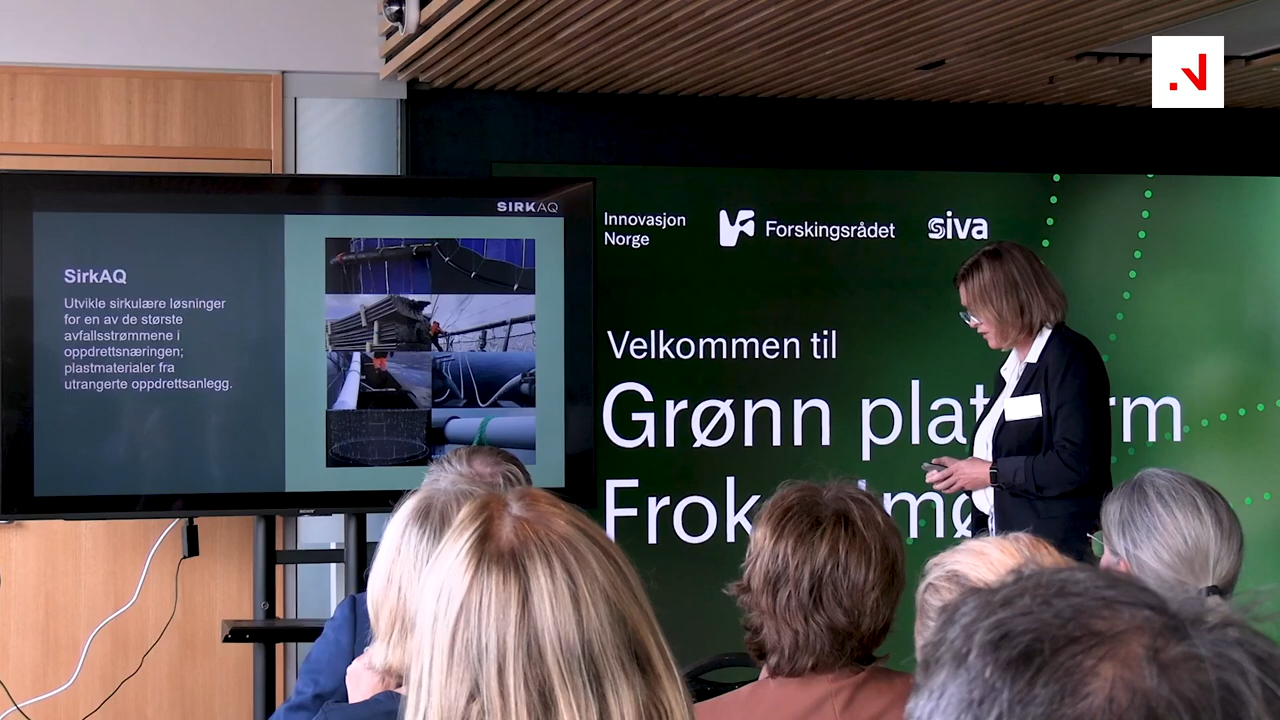 SIRKAQ
SirkAQ
Utvikle sirkulære løsninger
for en av de største
avfallsstrømmene i
oppdrettsnæringen;
plastmaterialer fra
utrangerte oppdrettsanlegg.
Innovasjon
Norge
Forskingsrådet
siva
Velkommen til
Grønn plat rm
Frok tmø
.N